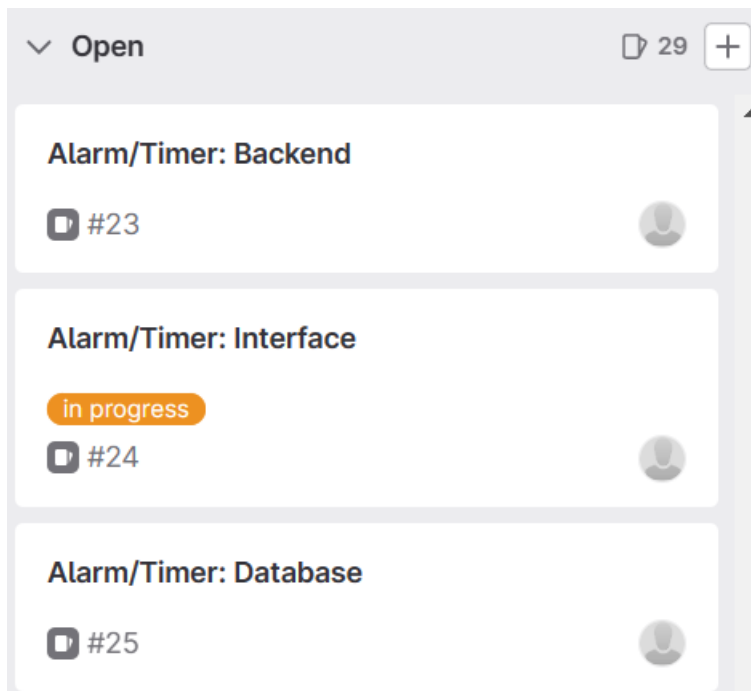 Open 29
Alarm/Timer: Backend
#23
Alarm/Timer: Interface
in progress
#24
Alarm/Timer: Database
#25